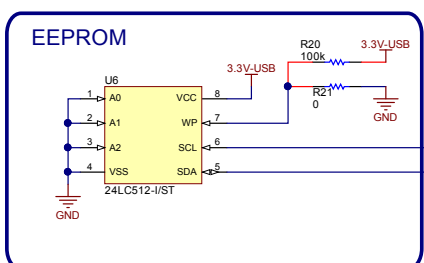 EEPROM
R20
100k
3.3V-USB
3.3V-USB
U6
1 A0 VCC 8
R21
0
2 A1 WP 7
GND
3 A2 SCL 6
4 VSS SDA 5
24LC512-I/ST
GND